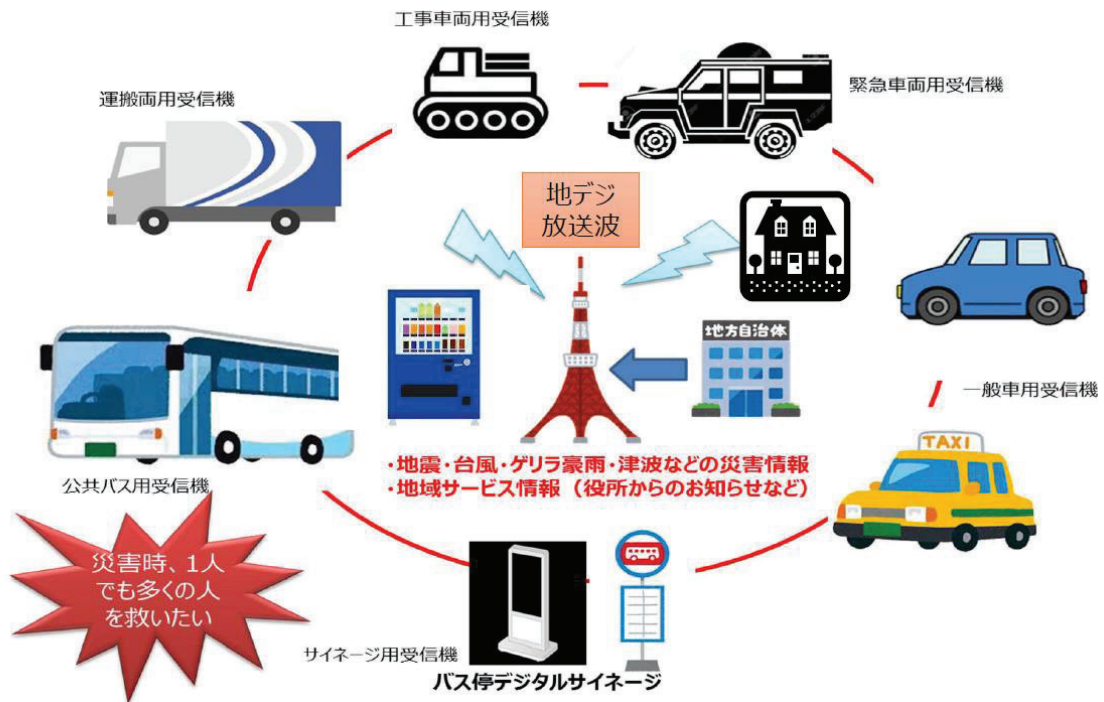 工事車両用受信機
緊急車両用受信機
運搬両用受信機
地デジ
放送波
地方自治体
一般車用受信機
TAXI
・地震・台風・ゲリラ豪雨・津波などの災害情報
・地域サービス情報（役所からのお知らせなど）
公共バス用受信機
災害時、1人
でも多くの人
を救いたい
サイネージ用受信機
バス停デジタルサイネージ